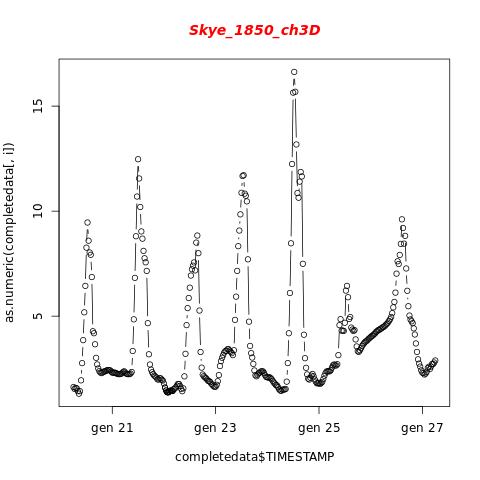 Skye_1850_ch3D
as.numeric(completedata[, i])
15
10
5
gen 21
gen 23
gen 25
gen 27
completedata$TIMESTAMP